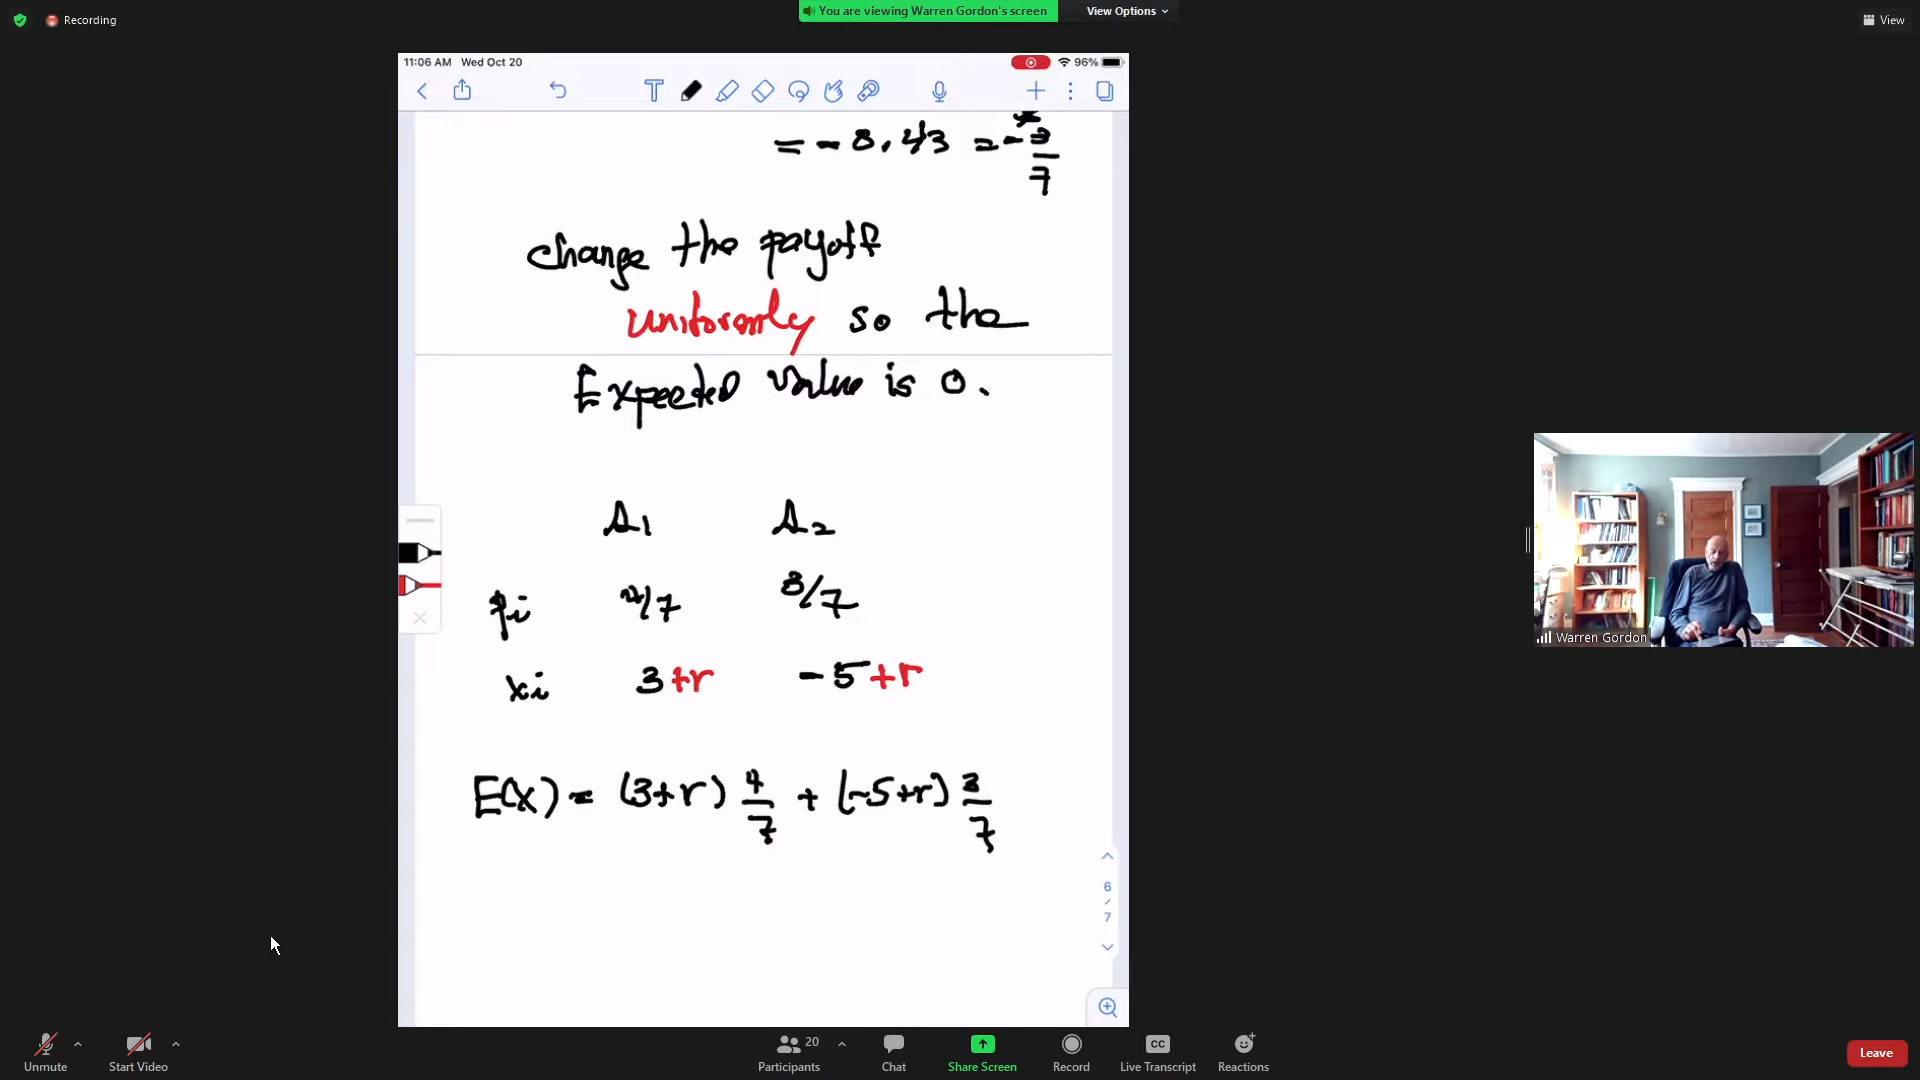 Recording
You are viewing Warren Gordon's screen
View Options
View
11:06 AM Wed Oct 20
96%
= - 0.43 = - 3/7
change the payoff
uniformly so the
Expected value is 0.
s1 s2
pi 4/7 3/7
xi 3+r -5+r
E(X) = (3+r) 4/7 + (-5+r) 3/7
6
/
7
Warren Gordon
Unmute
Start Video
20
Participants
Chat
Share Screen
Record
CC
Live Transcript
Reactions
Leave